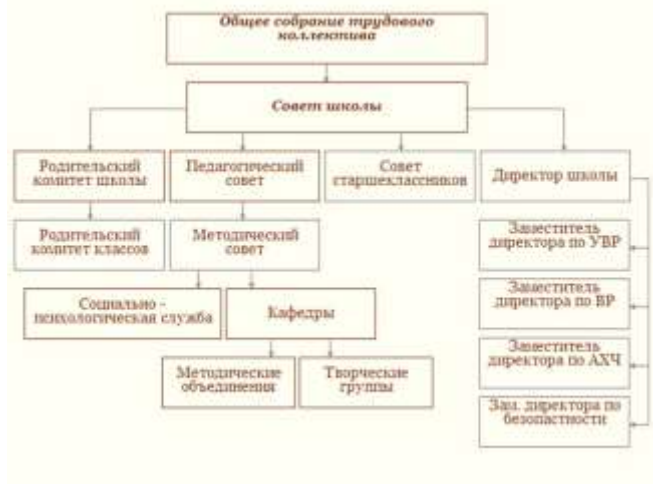 Общее собрание трудового
коллектива
Совет школы
Родительский
комитет школы
Педагогический
совет
Совет
старшеклассников
Директор школы
Родительский
комитет классов
Методический
совет
Заместитель
директора по УВР
Социально -
психологическая служба
Кафедры
Заместитель
директора по ВР
Методические
объединения
Творческие
группы
Заместитель
директора по АХЧ
Зам. директора по
безопастности